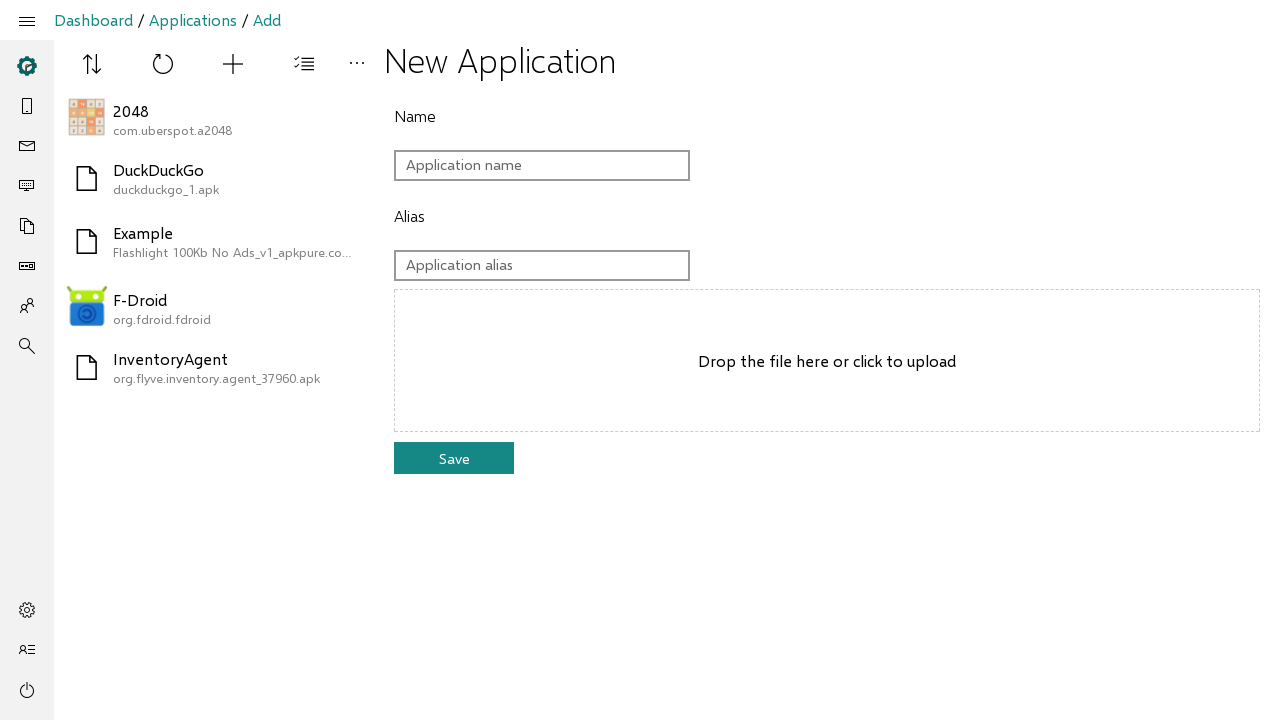 Dashboard / Applications / Add
New Application
2048
com.uberspot.a2048
DuckDuckGo
duckduckgo_1.apk
Example
Flashlight 100Kb No Ads_v1_apkpure.co...
F-Droid
org.fdroid.fdroid
InventoryAgent
org.flyve.inventory.agent_37960.apk
Name
Application name
Alias
Application alias
Drop the file here or click to upload
Save